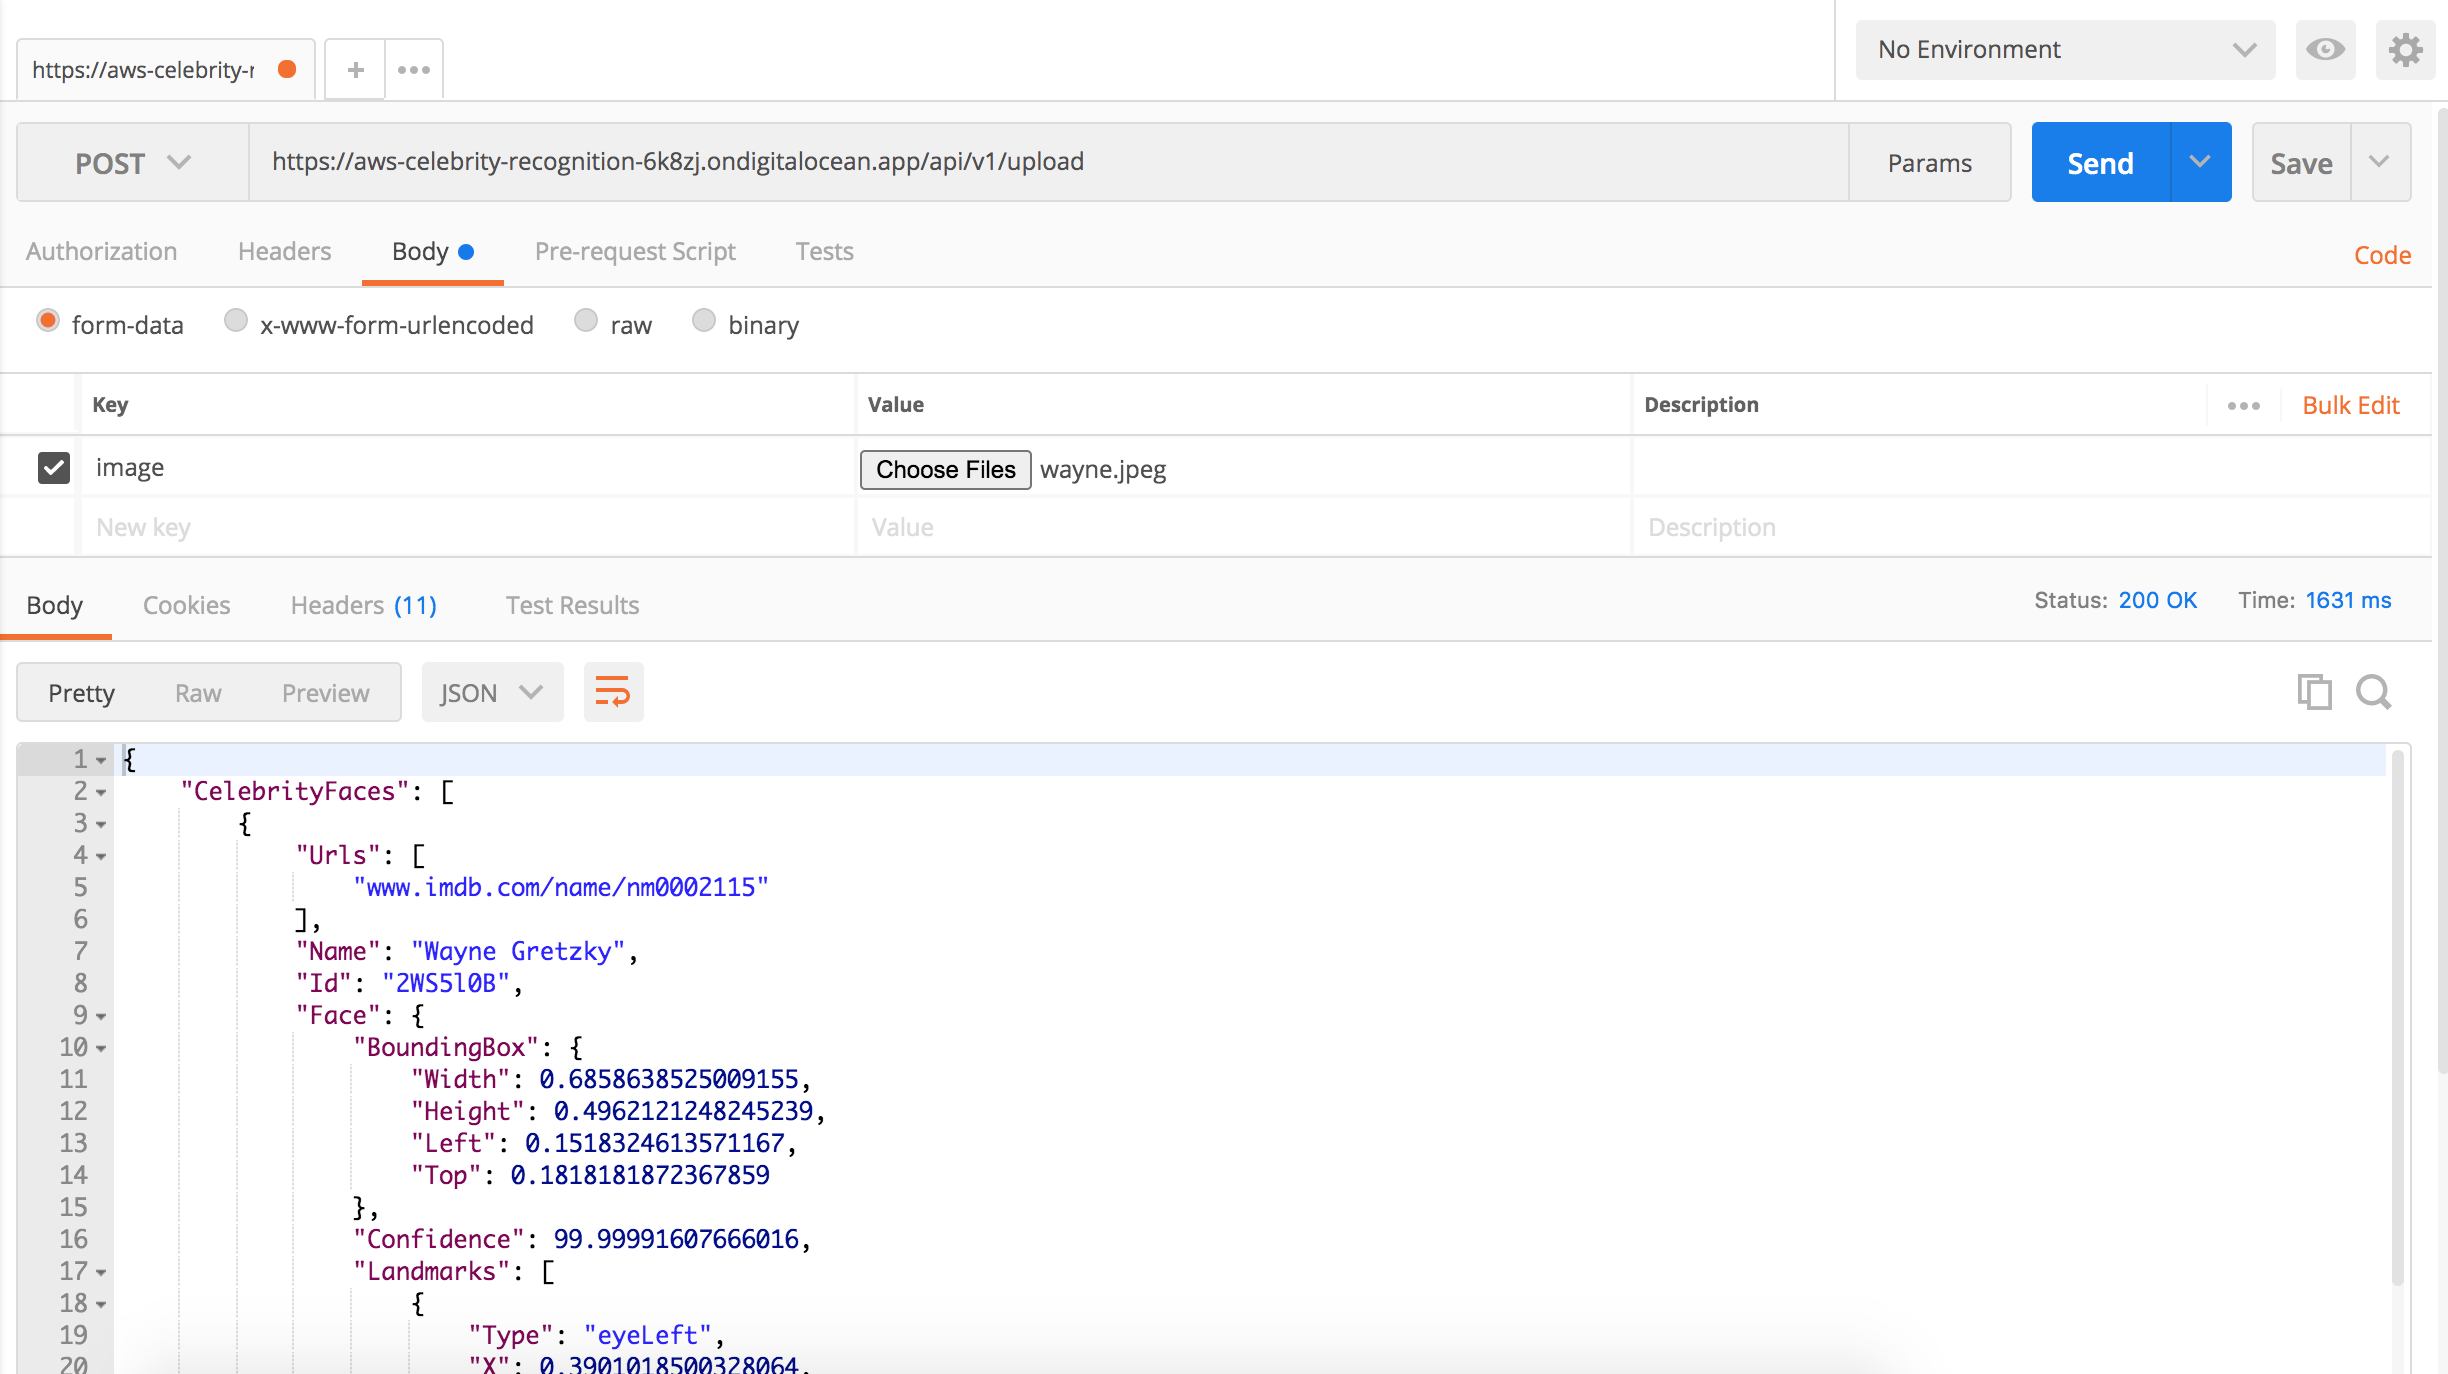 https://aws-celebrity-r
No Environment
POST https://aws-celebrity-recognition-6k8zj.ondigitalocean.app/api/v1/upload Params Send Save
Authorization Headers Body Pre-request Script Tests Code
form-data x-www-form-urlencoded raw binary
Key Value Description Bulk Edit
image Choose Files wayne.jpeg
New key Value Description
Body Cookies Headers (11) Test Results Status: 200 OK Time: 1631 ms
Pretty Raw Preview JSON
1 {
2 "CelebrityFaces": [
3 {
4 "Urls": [
5 "www.imdb.com/name/nm0002115"
6 ],
7 "Name": "Wayne Gretzky",
8 "Id": "2WS5l0B",
9 "Face": {
10 "BoundingBox": {
11 "Width": 0.6858638525009155,
12 "Height": 0.4962121248245239,
13 "Left": 0.1518324613571167,
14 "Top": 0.1818181872367859
15 },
16 "Confidence": 99.99991607666016,
17 "Landmarks": [
18 {
19 "Type": "eyeLeft",
20 "X": 0.3901018500328064,